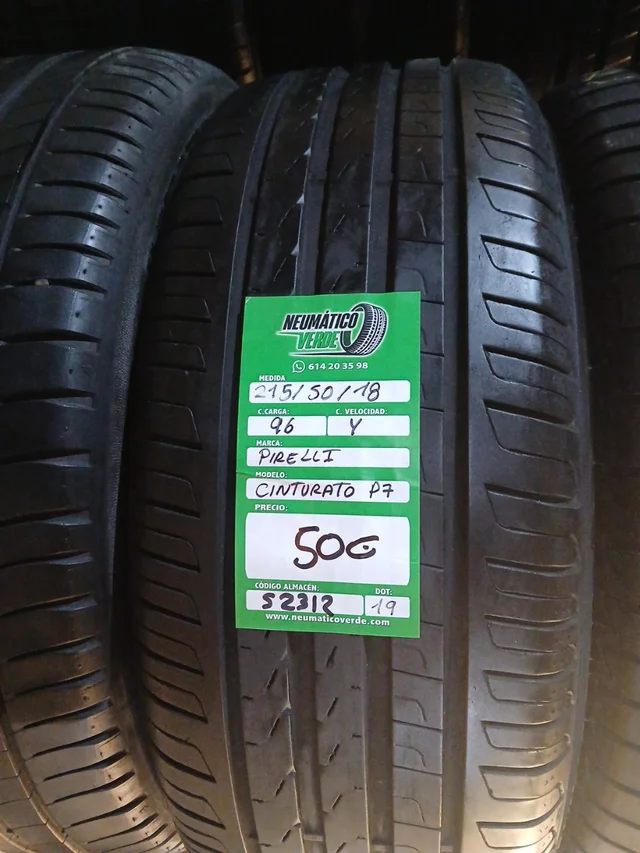 NEUMÁTICO
VERDE
614 20 35 98
MEDIDA
215/50/18
C.CARGA: C. VELOCIDAD:
96 Y
MARCA:
PIRELLI
MODELO:
CINTURATO P7
PRECIO:
50€
CÓDIGO ALMACÉN: DOT:
S2312 19
www.neumaticoverde.com